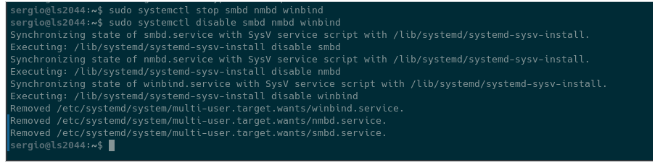 sergio@ls2044:~$ sudo systemctl stop smbd nmbd winbind
sergio@ls2044:~$ sudo systemctl disable smbd nmbd winbind
Synchronizing state of smbd.service with SysV service script with /lib/systemd/systemd-sysv-install.
Executing: /lib/systemd/systemd-sysv-install disable smbd
Synchronizing state of nmbd.service with SysV service script with /lib/systemd/systemd-sysv-install.
Executing: /lib/systemd/systemd-sysv-install disable nmbd
Synchronizing state of winbind.service with SysV service script with /lib/systemd/systemd-sysv-install.
Executing: /lib/systemd/systemd-sysv-install disable winbind
Removed /etc/systemd/system/multi-user.target.wants/winbind.service.
Removed /etc/systemd/system/multi-user.target.wants/nmbd.service.
Removed /etc/systemd/system/multi-user.target.wants/smbd.service.
sergio@ls2044:~$